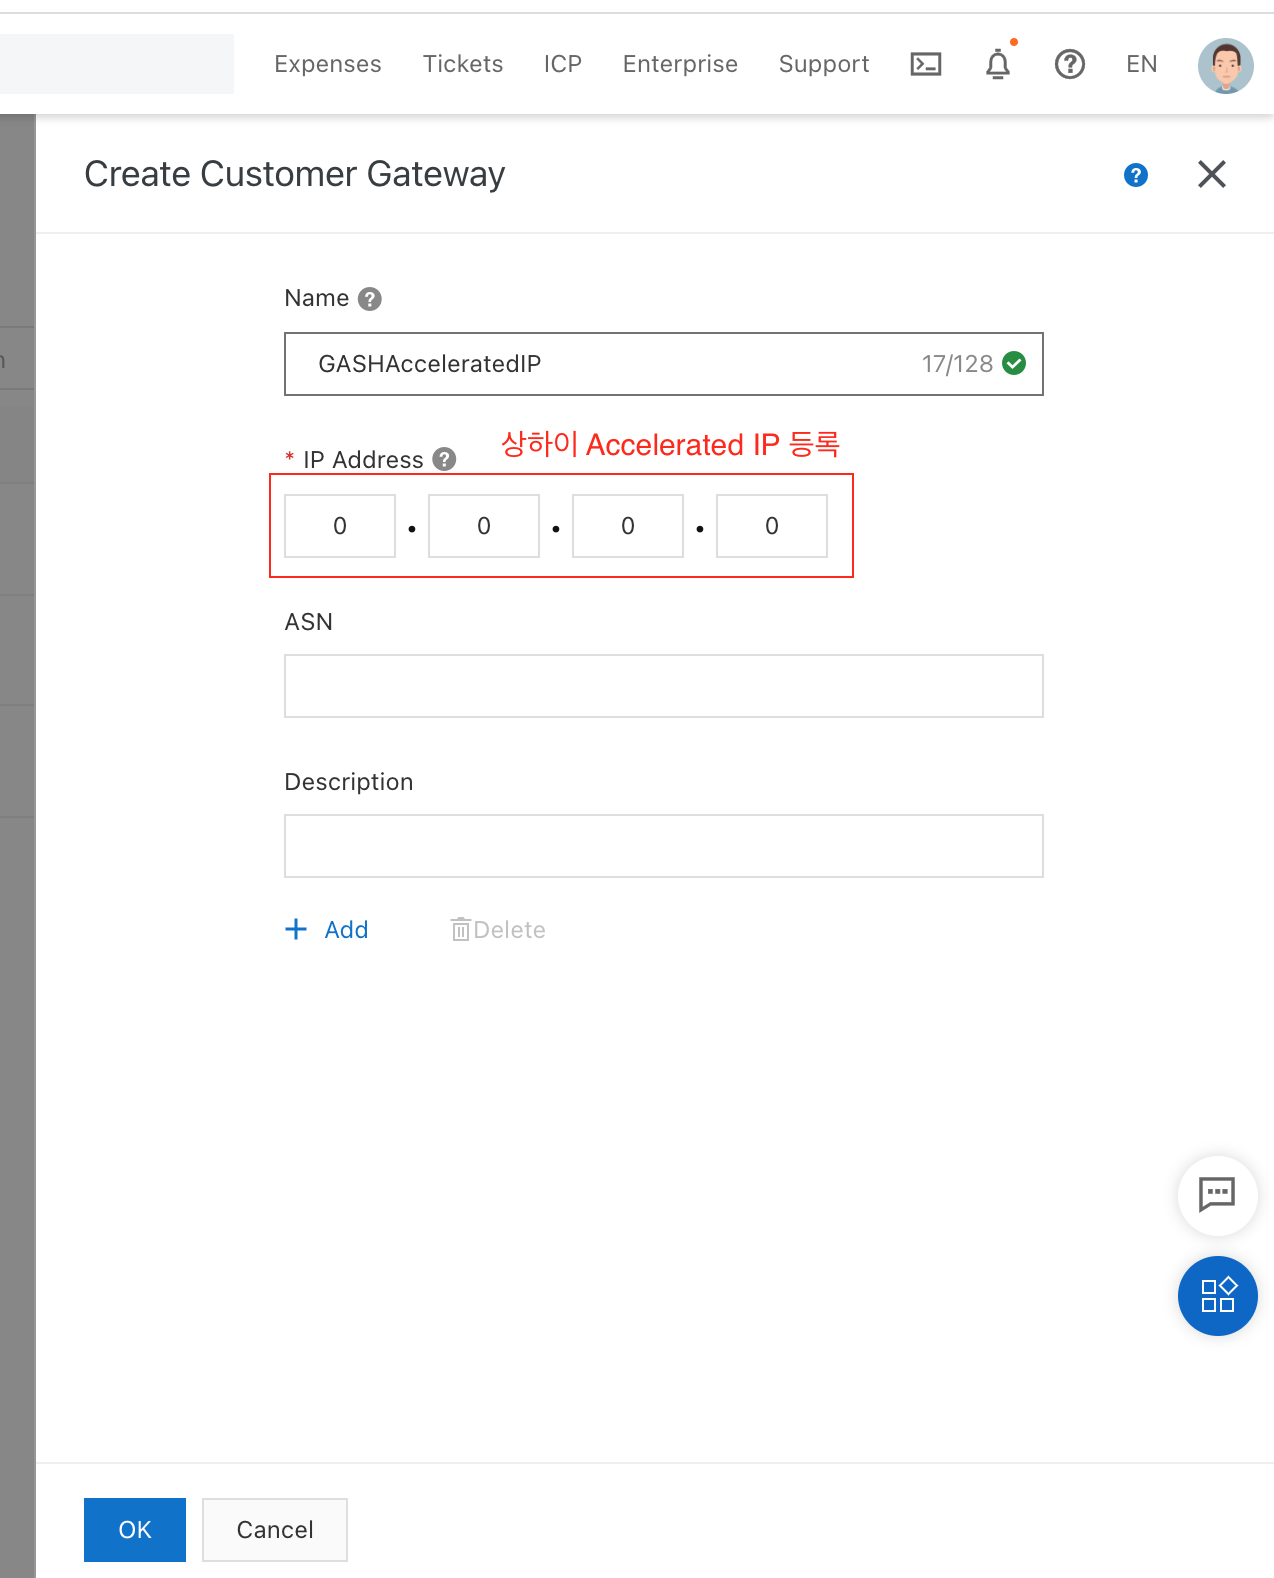 Expenses Tickets ICP Enterprise Support EN
Create Customer Gateway
Name
GASHAcceleratedIP 17/128
상하이 Accelerated IP 등록
* IP Address
0 . 0 . 0 . 0
ASN
Description
+ Add Delete
OK Cancel